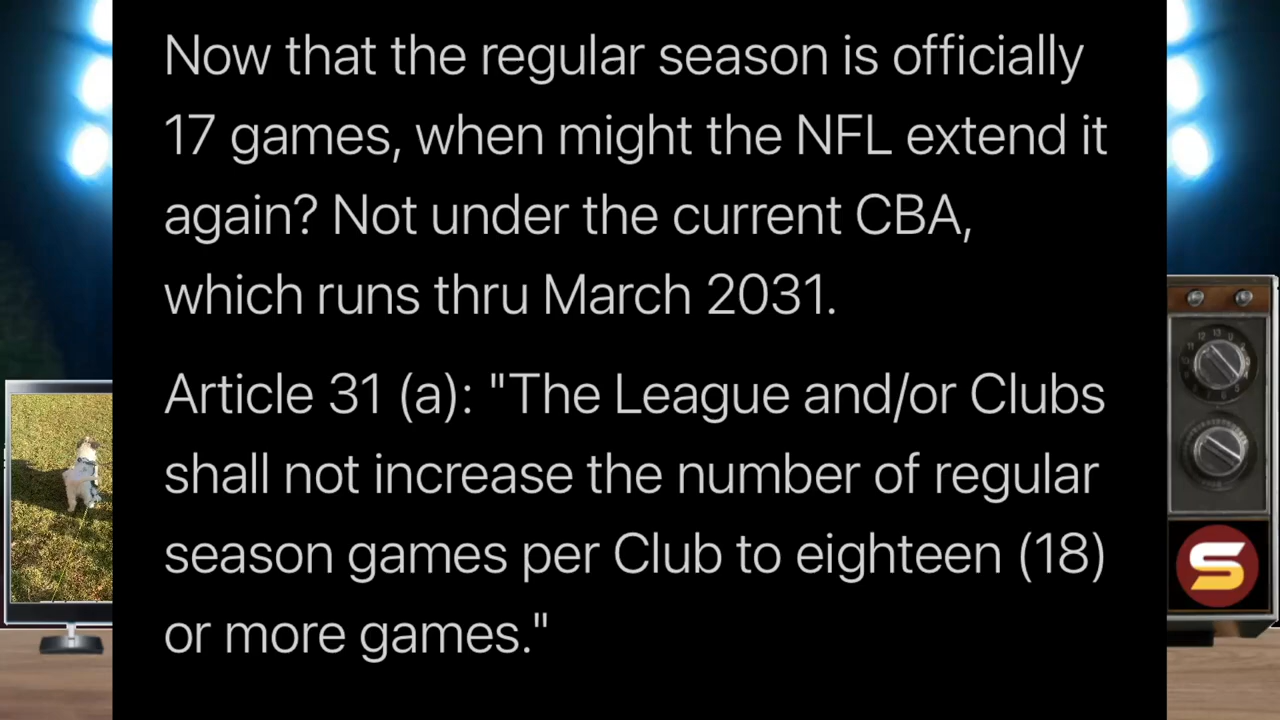 Now that the regular season is officially
17 games, when might the NFL extend it
again? Not under the current CBA,
which runs thru March 2031.
Article 31 (a): "The League and/or Clubs
shall not increase the number of regular
season games per Club to eighteen (18)
or more games."
S